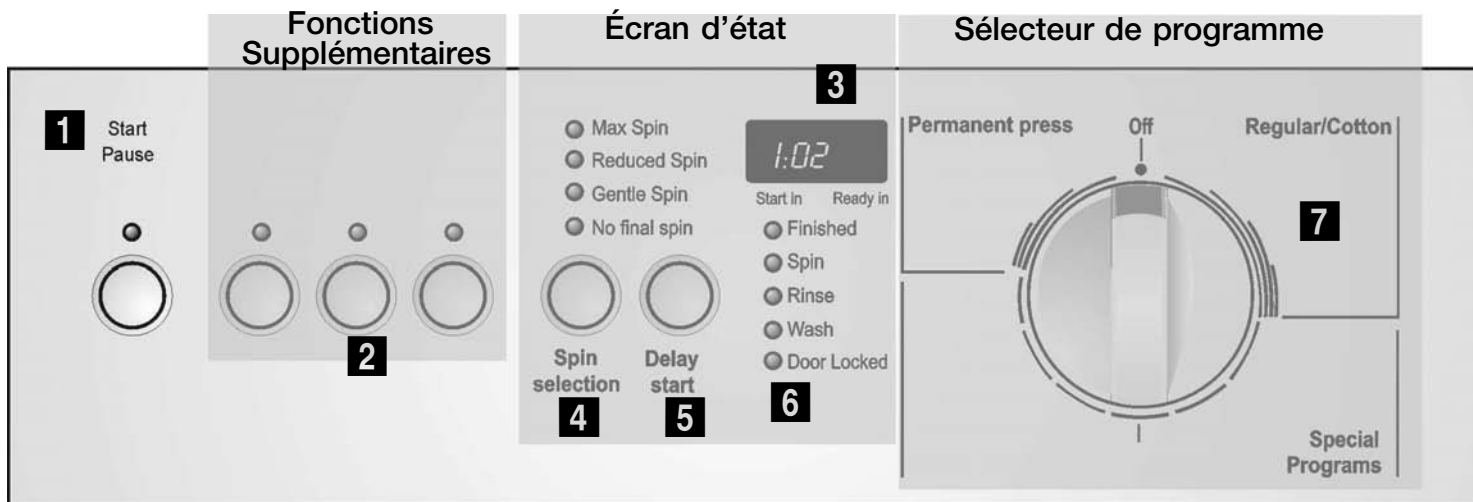 Fonctions
Supplémentaires
Écran d'état
Sélecteur de programme
1
Start
Pause
2
3
Max Spin
Reduced Spin
Gentle Spin
No final spin
1:02
Start in Ready in
Finished
Spin
Rinse
Wash
Door Locked
Spin
selection
Delay
start
4
5
6
Permanent press
Off
Regular/Cotton
7
Special
Programs